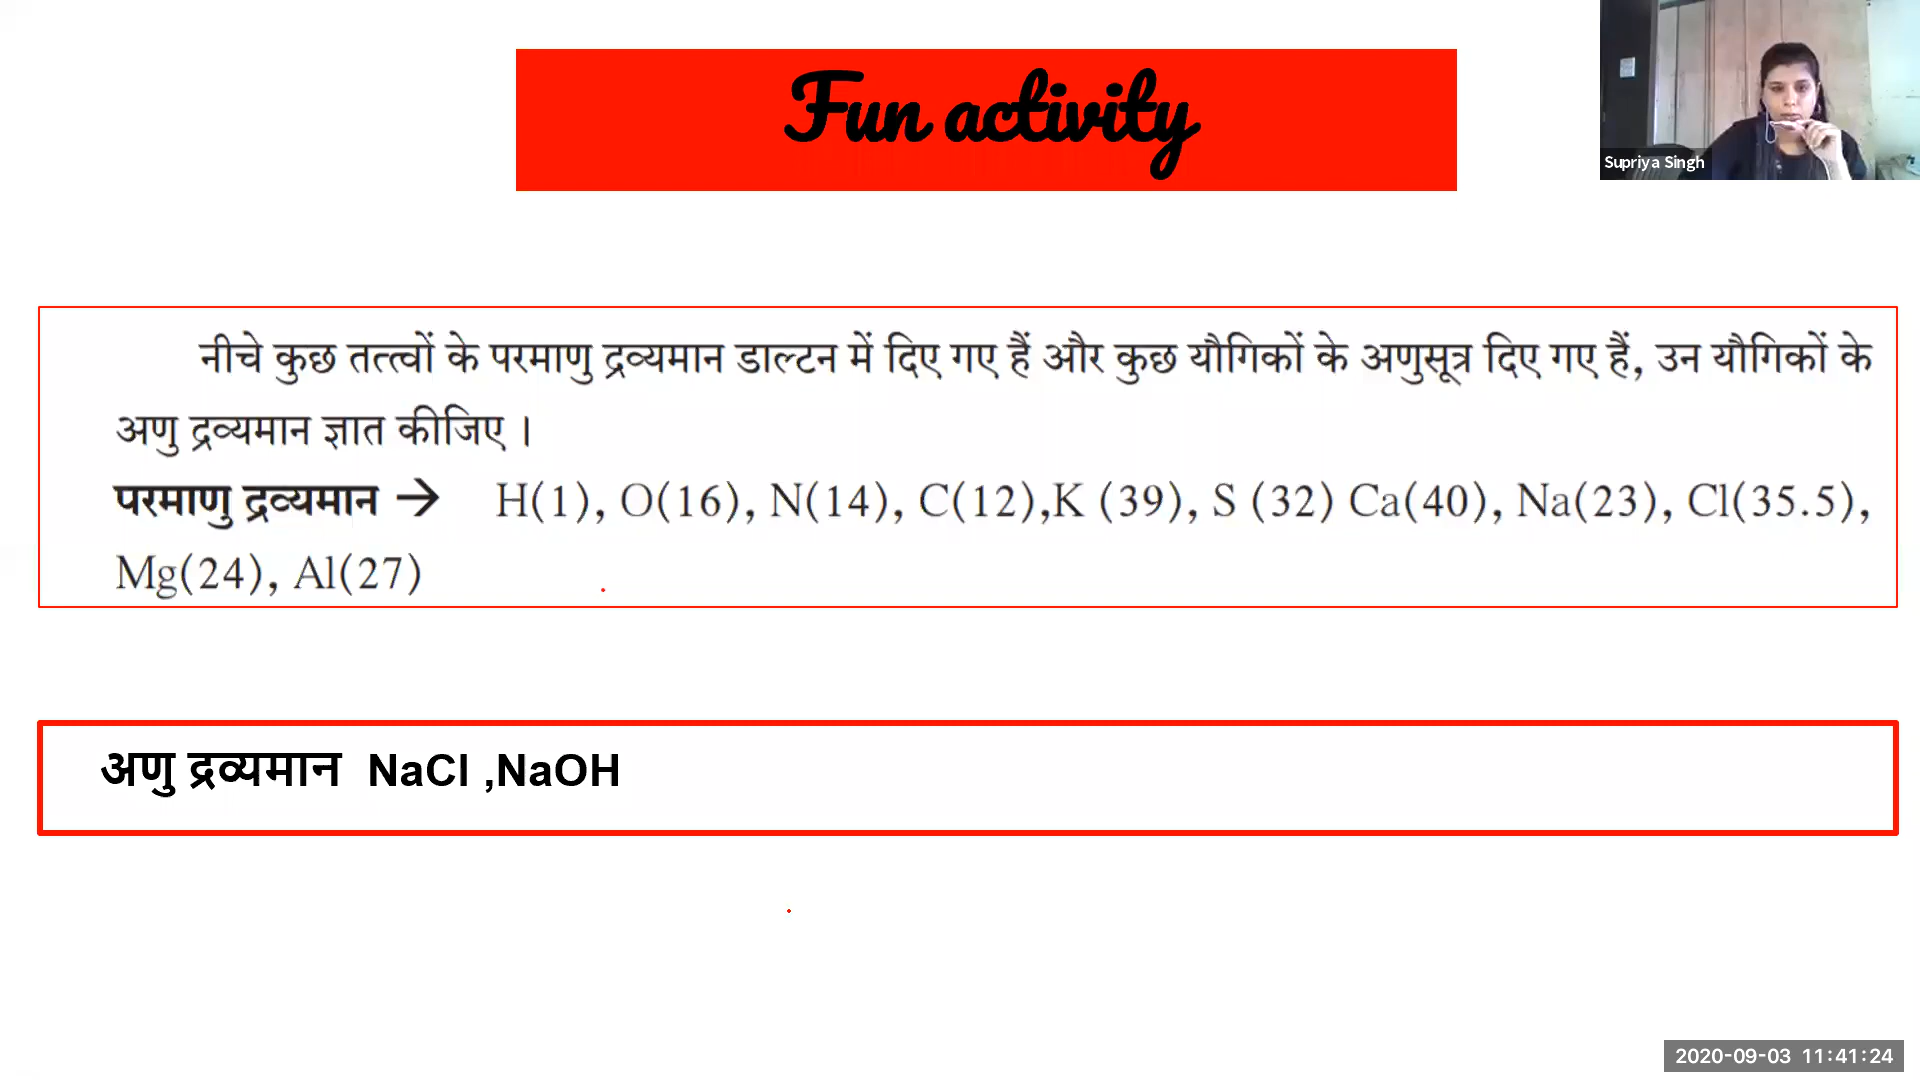 Fun activity
Supriya Singh
नीचे कुछ तत्त्वों के परमाणु द्रव्यमान डाल्टन में दिए गए हैं और कुछ यौगिकों के अणुसूत्र दिए गए हैं, उन यौगिकों के
अणु द्रव्यमान ज्ञात कीजिए ।
परमाणु द्रव्यमान → H(1), O(16), N(14), C(12),K (39), S (32) Ca(40), Na(23), Cl(35.5),
Mg(24), Al(27)
अणु द्रव्यमान NaCl ,NaOH
2020-09-03 11:41:24